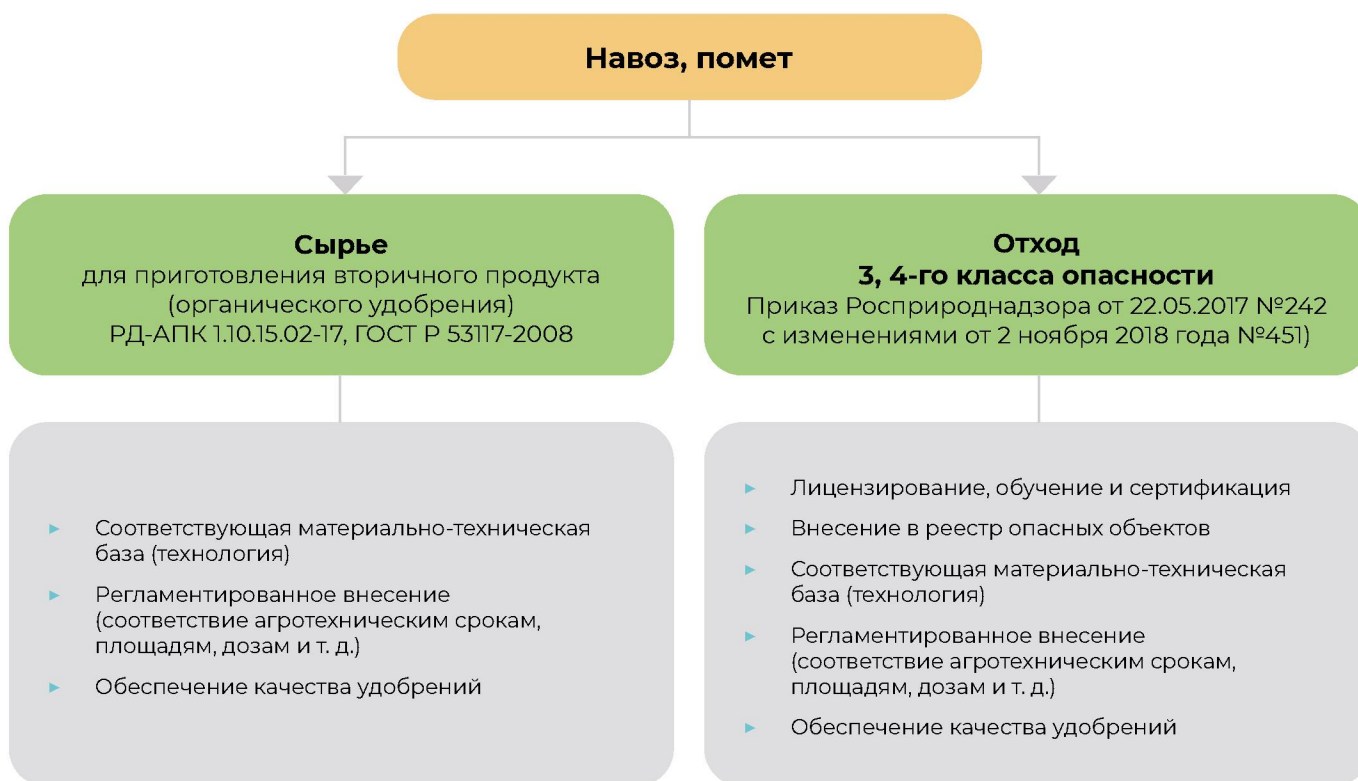 Навоз, помет
Сырье
для приготовления вторичного продукта
(органического удобрения)
РД-АПК 1.10.15.02-17, ГОСТ Р 53117-2008
Отход
3, 4-го класса опасности
Приказ Росприроднадзора от 22.05.2017 №242
с изменениями от 2 ноября 2018 года №451)
Соответствующая материально-техническая
база (технология)
Регламентированное внесение
(соответствие агротехническим срокам,
площадям, дозам и т. д.)
Обеспечение качества удобрений
Лицензирование, обучение и сертификация
Внесение в реестр опасных объектов
Соответствующая материально-техническая
база (технология)
Регламентированное внесение
(соответствие агротехническим срокам,
площадям, дозам и т. д.)
Обеспечение качества удобрений